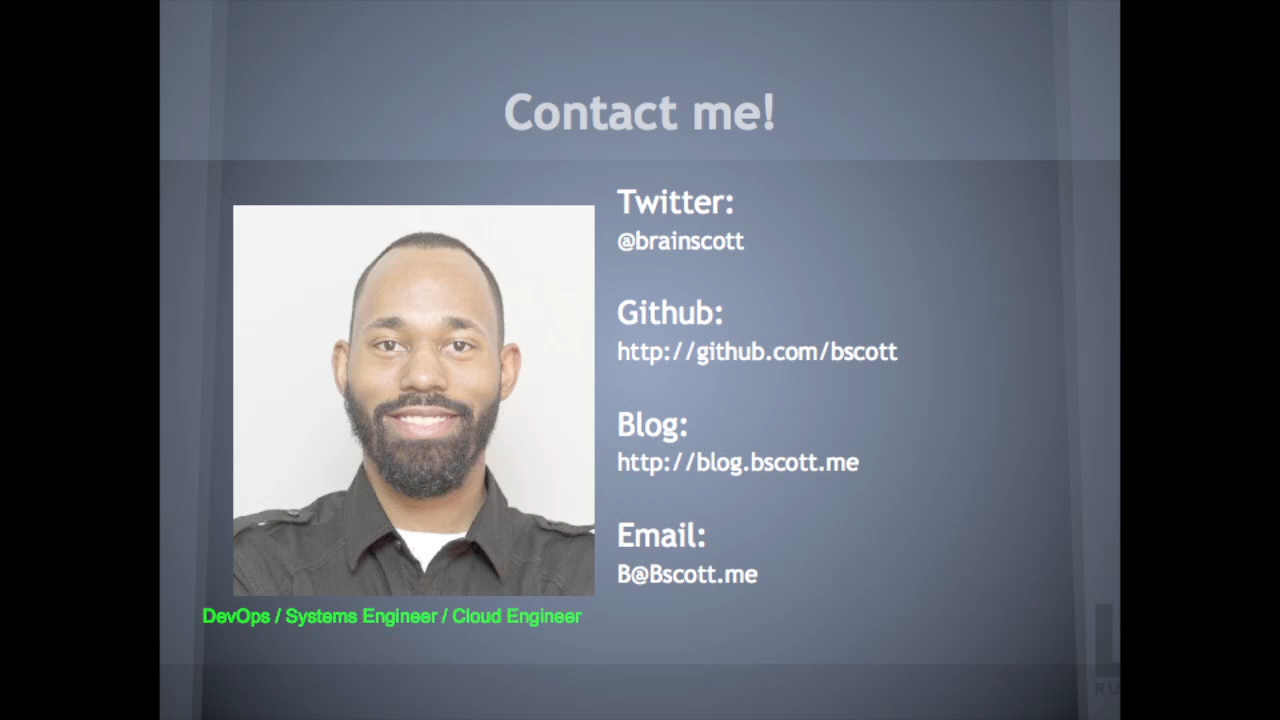 Contact me!
Twitter:
@brainscott
Github:
http://github.com/bscott
Blog:
http://blog.bscott.me
Email:
B@Bscott.me
DevOps / Systems Engineer / Cloud Engineer
RU